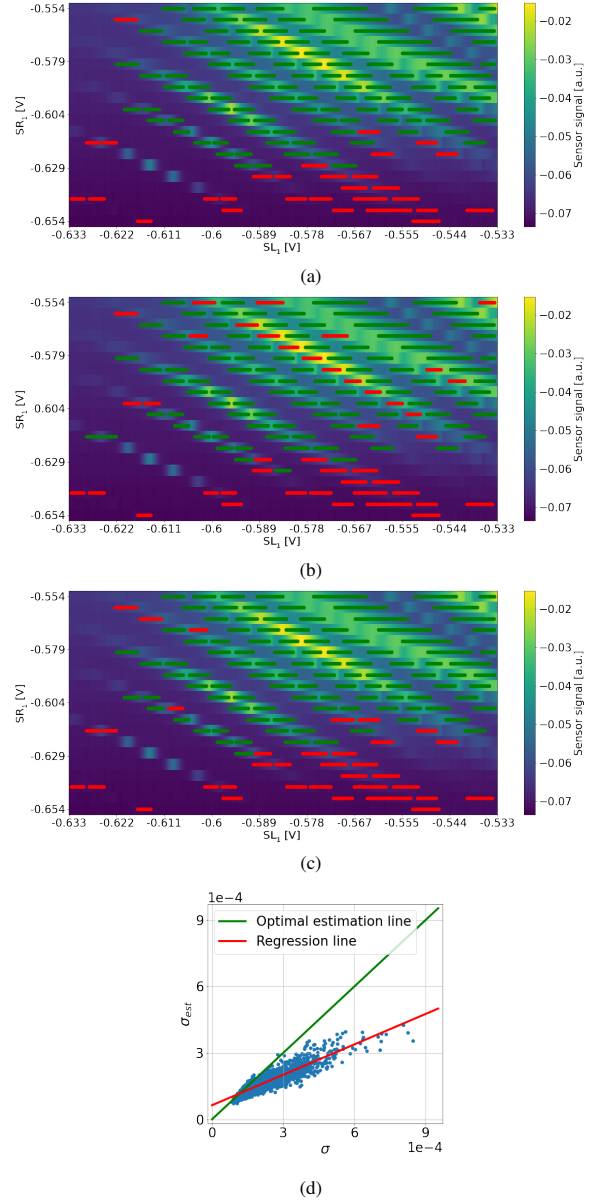 -0.554
-0.579
-0.604
-0.629
-0.654
SR1 [V]
-0.633 -0.622 -0.611 -0.6 -0.589 -0.578 -0.567 -0.555 -0.544 -0.533
SL1 [V]
−0.02
−0.03
−0.04
−0.05
−0.06
−0.07
Sensor signal [a.u.]
(a)
-0.554
-0.579
-0.604
-0.629
-0.654
SR1 [V]
-0.633 -0.622 -0.611 -0.6 -0.589 -0.578 -0.567 -0.555 -0.544 -0.533
SL1 [V]
−0.02
−0.03
−0.04
−0.05
−0.06
−0.07
Sensor signal [a.u.]
(b)
-0.554
-0.579
-0.604
-0.629
-0.654
SR1 [V]
-0.633 -0.622 -0.611 -0.6 -0.589 -0.578 -0.567 -0.555 -0.544 -0.533
SL1 [V]
−0.02
−0.03
−0.04
−0.05
−0.06
−0.07
Sensor signal [a.u.]
(c)
1e−4
Optimal estimation line
Regression line
9
6
3
0
σest
0 3 6 9
1e−4
σ
(d)